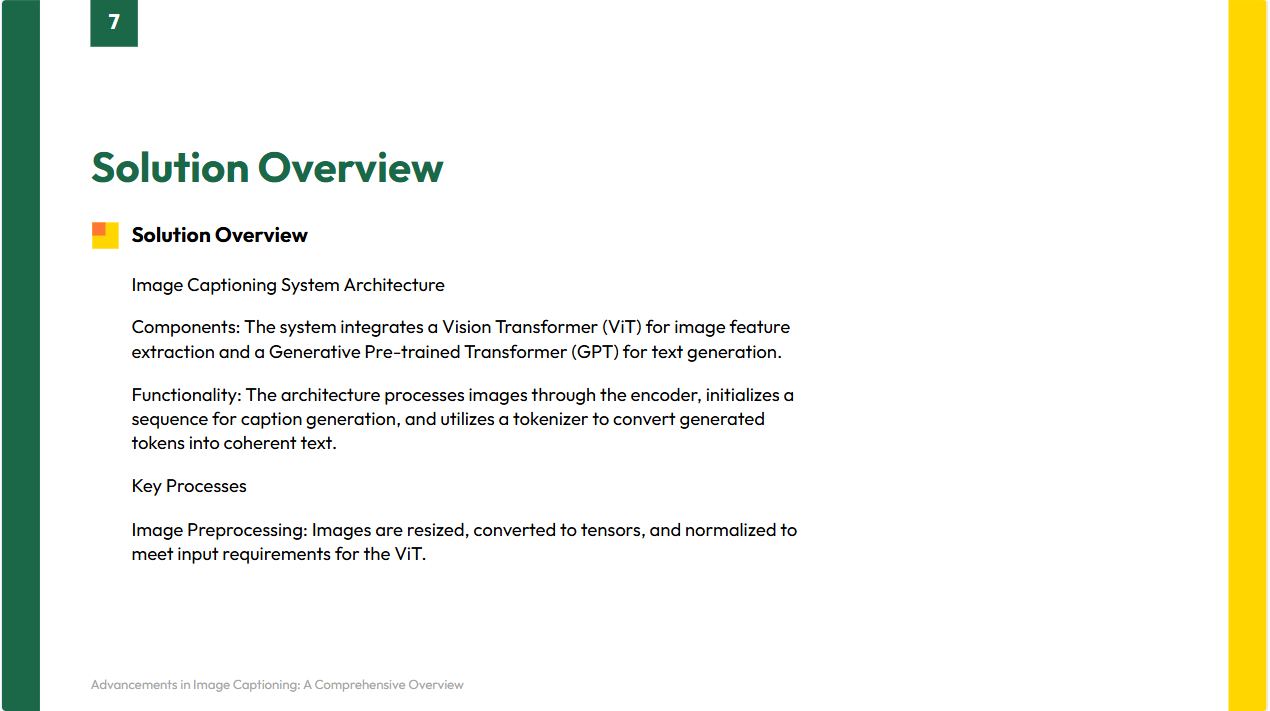 7
Solution Overview
Solution Overview
Image Captioning System Architecture
Components: The system integrates a Vision Transformer (ViT) for image feature
extraction and a Generative Pre-trained Transformer (GPT) for text generation.
Functionality: The architecture processes images through the encoder, initializes a
sequence for caption generation, and utilizes a tokenizer to convert generated
tokens into coherent text.
Key Processes
Image Preprocessing: Images are resized, converted to tensors, and normalized to
meet input requirements for the ViT.
Advancements in Image Captioning: A Comprehensive Overview